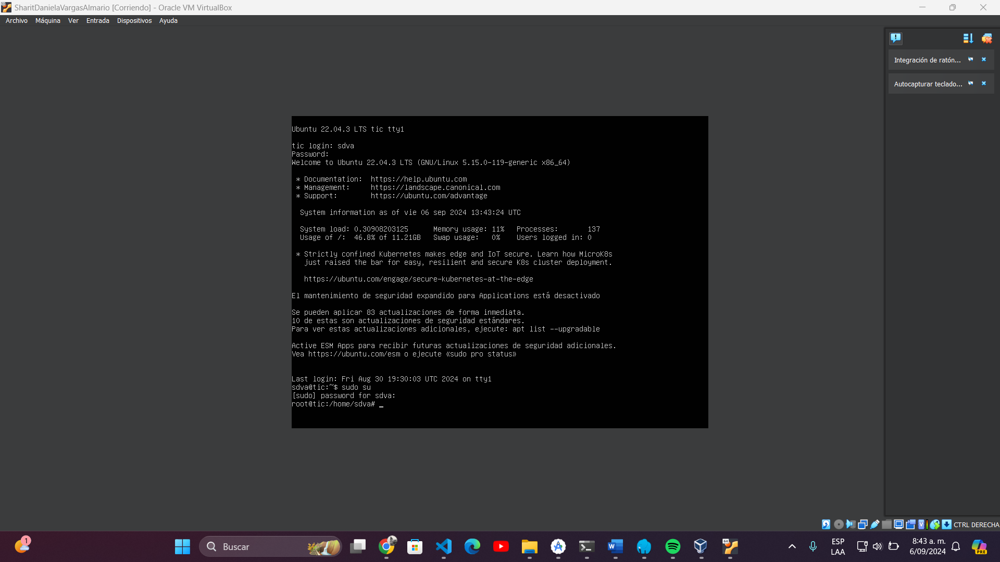 SharitDanielaVargasAlmario [Corriendo] - Oracle VM VirtualBox
Archivo Máquina Ver Entrada Dispositivos Ayuda
Integración de ratón...
Autocapturar teclado...
Ubuntu 22.04.3 LTS tic tty1
tic login: sdva
Password:
Welcome to Ubuntu 22.04.3 LTS (GNU/Linux 5.15.0-119-generic x86_64)
* Documentation: https://help.ubuntu.com
* Management: https://landscape.canonical.com
* Support: https://ubuntu.com/advantage
System information as of vie 06 sep 2024 13:43:24 UTC
System load: 0.30908203125 Memory usage: 11% Processes: 137
Usage of /: 46.8% of 11.21GB Swap usage: 0% Users logged in: 0
* Strictly confined Kubernetes makes edge and IoT secure. Learn how MicroK8s
just raised the bar for easy, resilient and secure K8s cluster deployment.
https://ubuntu.com/engage/secure-kubernetes-at-the-edge
El mantenimiento de seguridad expandido para Applications está desactivado
Se pueden aplicar 83 actualizaciones de forma inmediata.
10 de estas son actualizaciones de seguridad estándares.
Para ver estas actualizaciones adicionales, ejecute: apt list --upgradable
Active ESM Apps para recibir futuras actualizaciones de seguridad adicionales.
Vea https://ubuntu.com/esm o ejecute «sudo pro status»
Last login: Fri Aug 30 19:30:03 UTC 2024 on tty1
sdva@tic:~$ sudo su
[sudo] password for sdva:
root@tic:/home/sdva# _
CTRL DERECHA
1
Buscar
64
ESP
LAA
8:43 a. m.
6/09/2024
PRE